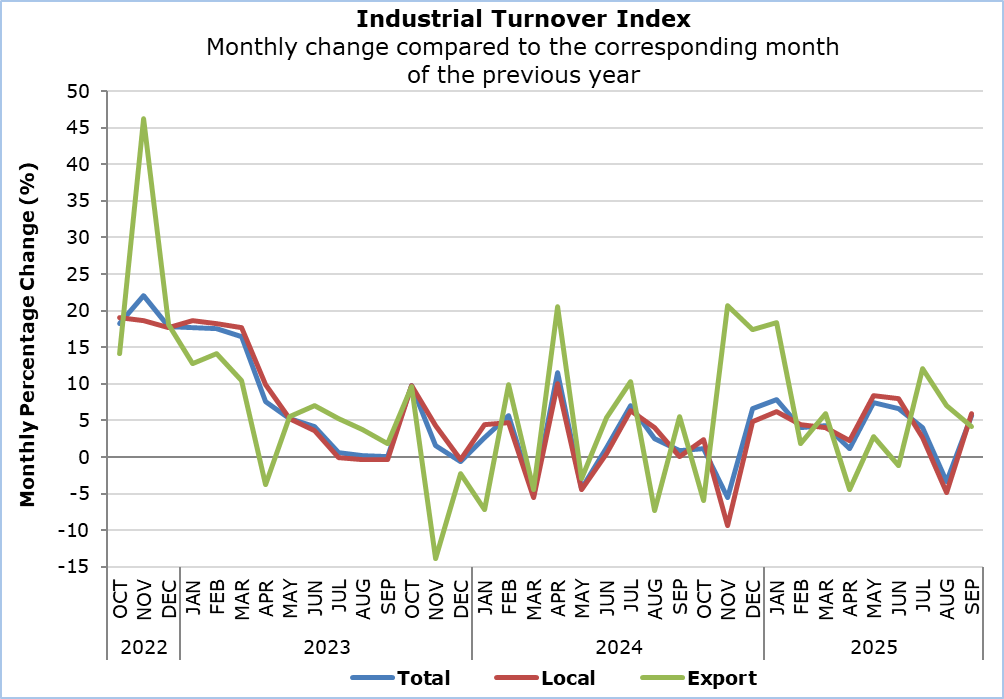 Industrial Turnover Index
Monthly change compared to the corresponding month
of the previous year
Monthly Percentage Change (%)
50
45
40
35
30
25
20
15
10
5
0
-5
-10
-15
OCT NOV DEC JAN FEB MAR APR MAY JUN JUL AUG SEP OCT NOV DEC JAN FEB MAR APR MAY JUN JUL AUG SEP OCT NOV DEC JAN FEB MAR APR MAY JUN JUL AUG SEP
2022 2023 2024 2025
Total Local Export